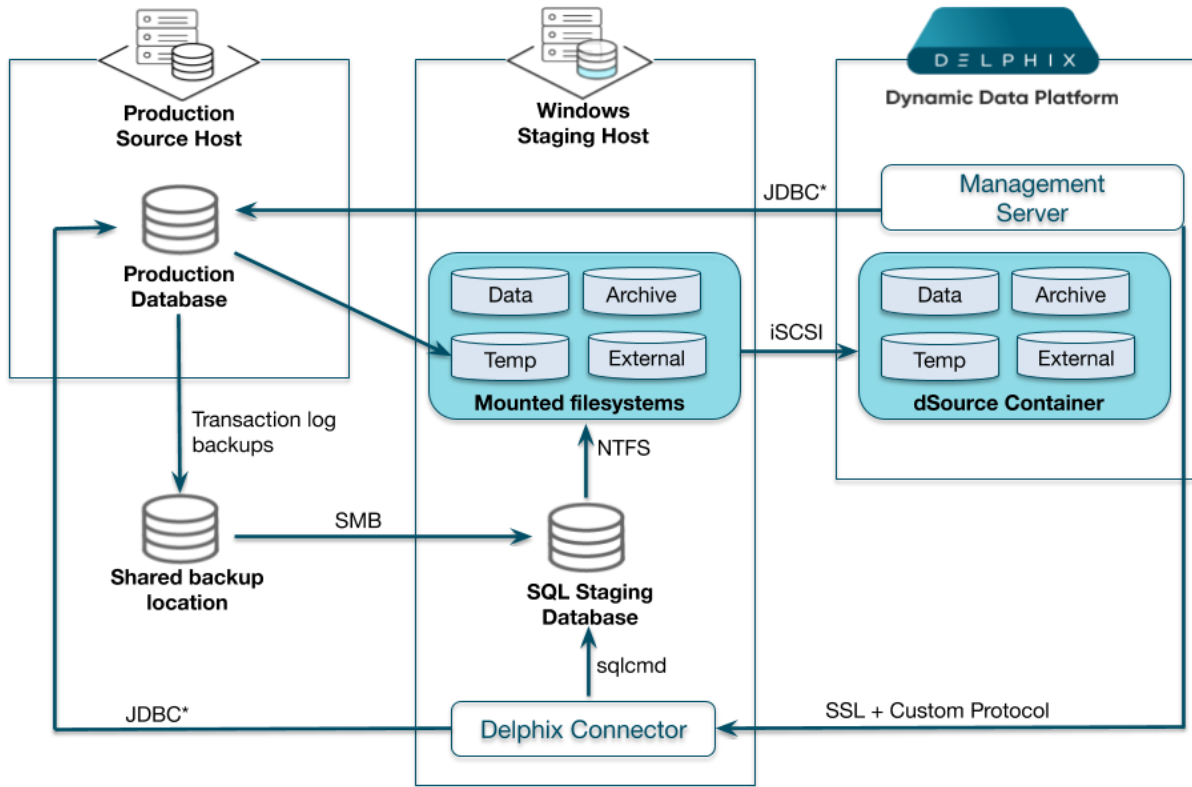 DELPHIX
Dynamic Data Platform
Production
Source Host
Windows
Staging Host
Management
Server
JDBC*
Production
Database
Data
Archive
Temp
External
Mounted filesystems
iSCSI
Data
Archive
Temp
External
dSource Container
Transaction log
backups
NTFS
SMB
Shared backup
location
SQL Staging
Database
sqlcmd
JDBC*
Delphix Connector
SSL + Custom Protocol